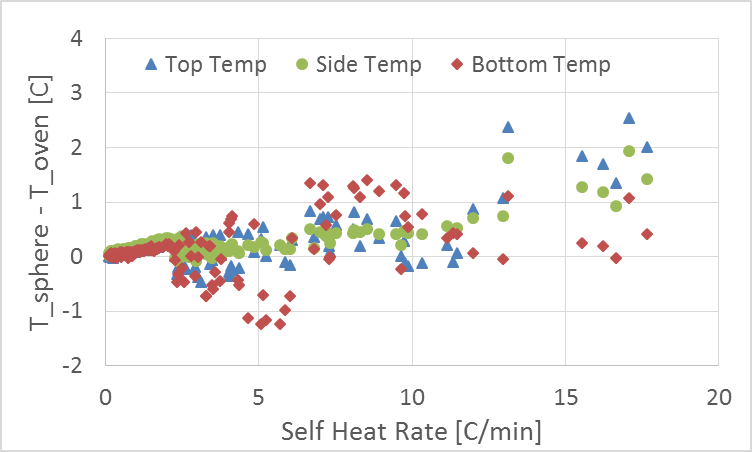 4
3
2
1
0
-1
-2
T_sphere - T_oven [C]
Top Temp Side Temp Bottom Temp
0 5 10 15 20
Self Heat Rate [C/min]